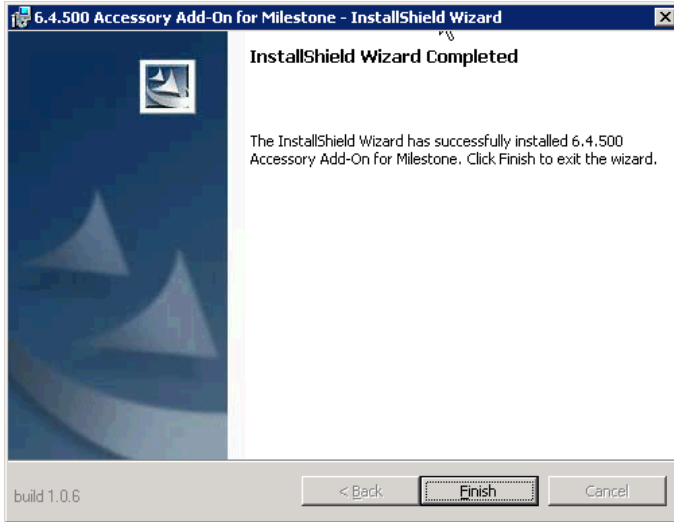 6.4.500 Accessory Add-On for Milestone - InstallShield Wizard
InstallShield Wizard Completed
The InstallShield Wizard has successfully installed 6.4.500
Accessory Add-On for Milestone. Click Finish to exit the wizard.
build 1.0.6
< Back
Finish
Cancel